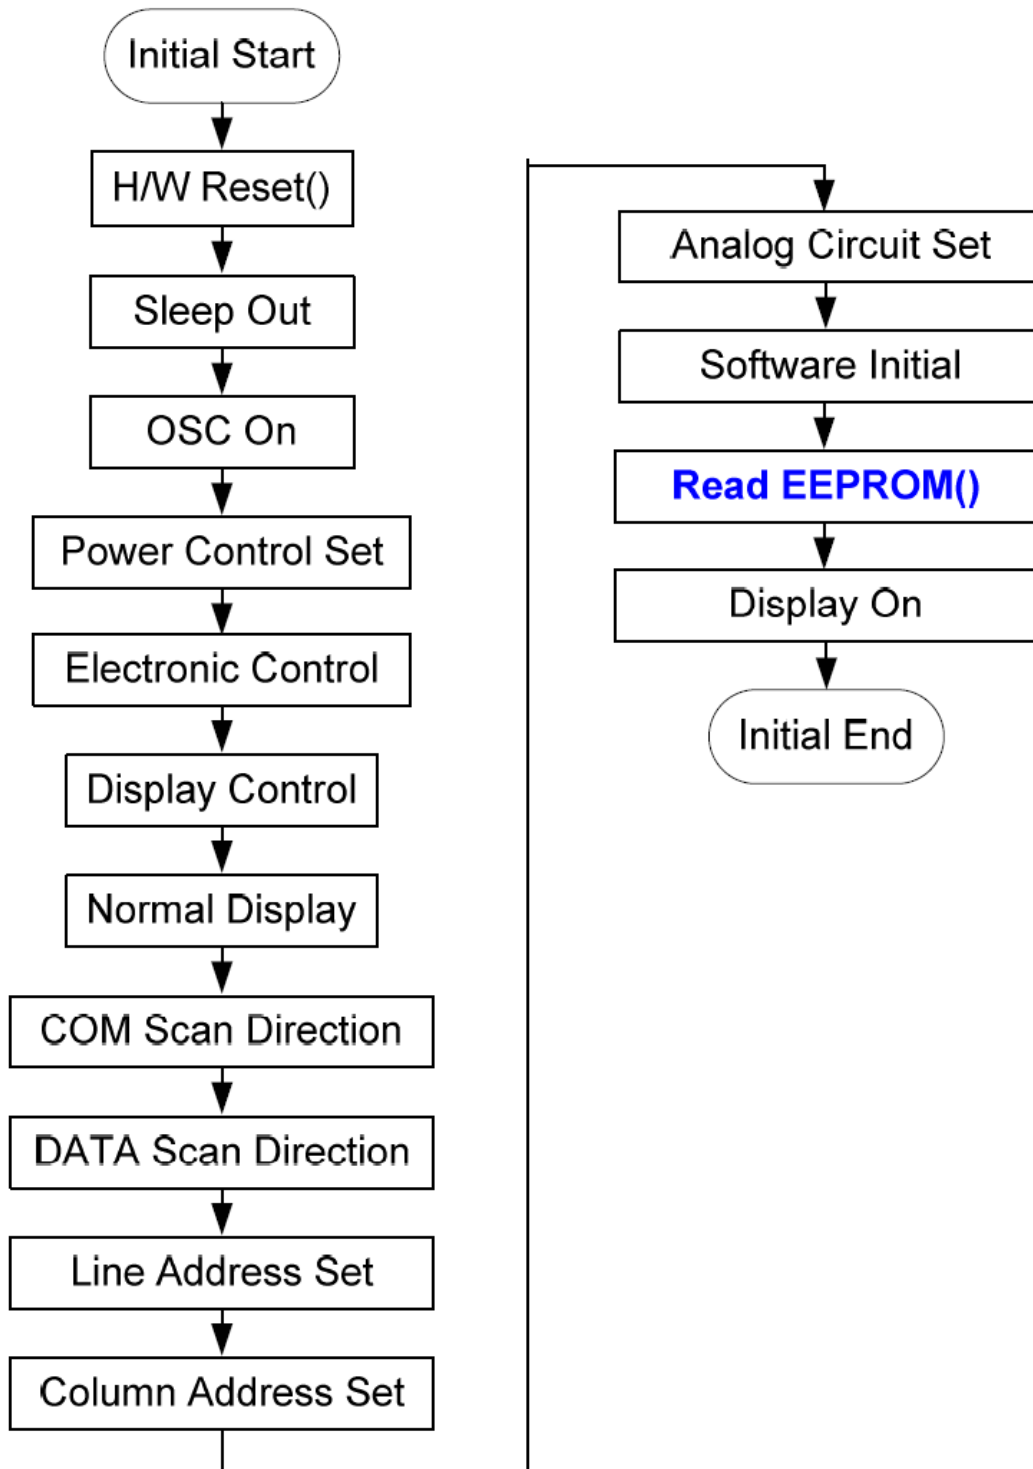 Initial Start
H/W Reset()
Sleep Out
OSC On
Power Control Set
Electronic Control
Display Control
Normal Display
COM Scan Direction
DATA Scan Direction
Line Address Set
Column Address Set
Analog Circuit Set
Software Initial
Read EEPROM()
Display On
Initial End